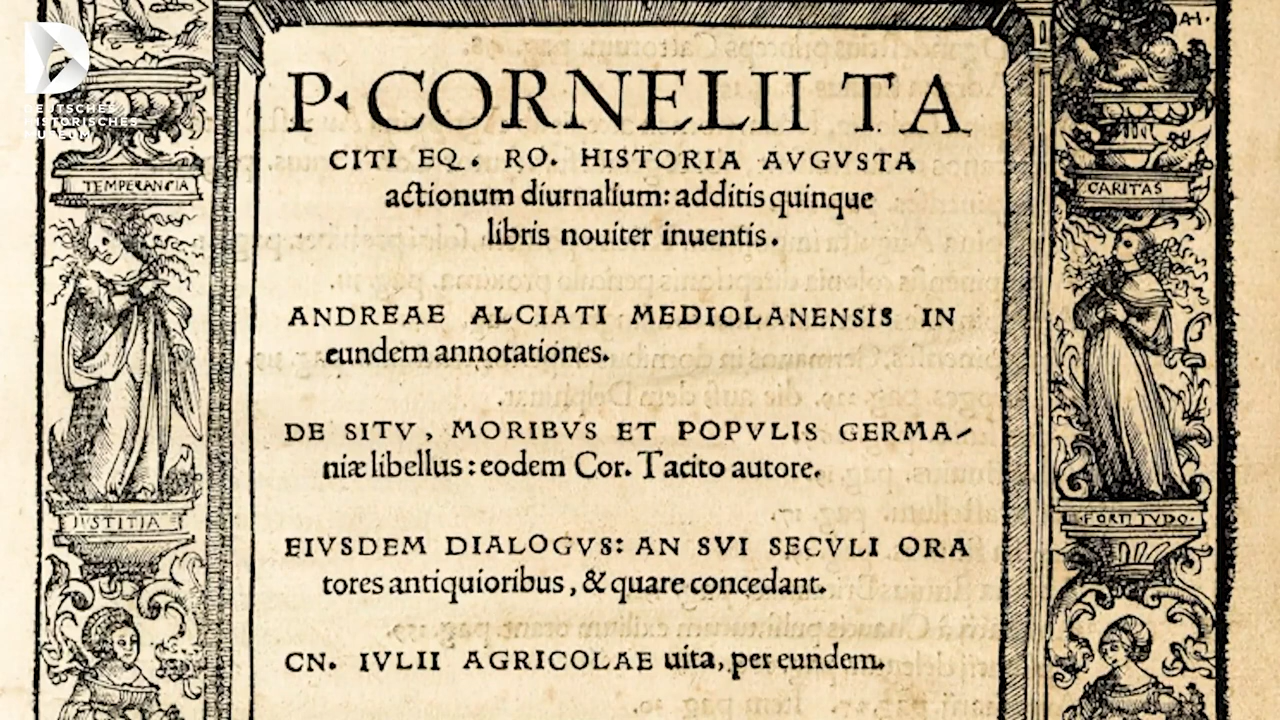 DEUTSCHES
HISTORISCHES
MUSEUM
TEMPERANCIA
IVSTITIA
P. CORNELII TA
CITI EQ. RO. HISTORIA AVGVSTA
actionum diurnalium: additis quinque
libris nouiter inuentis.
ANDREAE ALCIATI MEDIOLANENSIS IN
eundem annotationes.
DE SITV, MORIBVS ET POPVLIS GERMA-
niæ libellus: eodem Cor. Tacito autore.
EIVSDEM DIALOGVS: AN SVI SECVLI ORA
tores antiquioribus, & quare concedant.
CN. IVLII AGRICOLAE uita, per eundem.
CARITAS
FORTITVDO